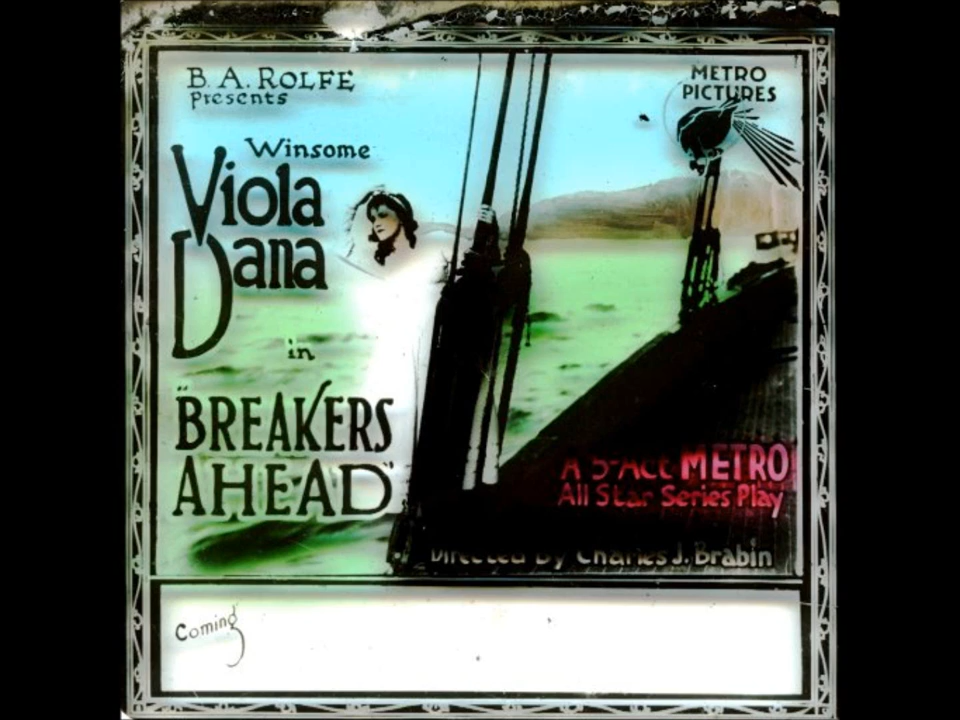 B. A. ROLFE
Presents
Winsome
Viola
Dana
in
"BREAKERS
AHEAD"
METRO
PICTURES
A 5-Act METRO
All Star Series Play
Directed By Charles J. Brabin
Coming